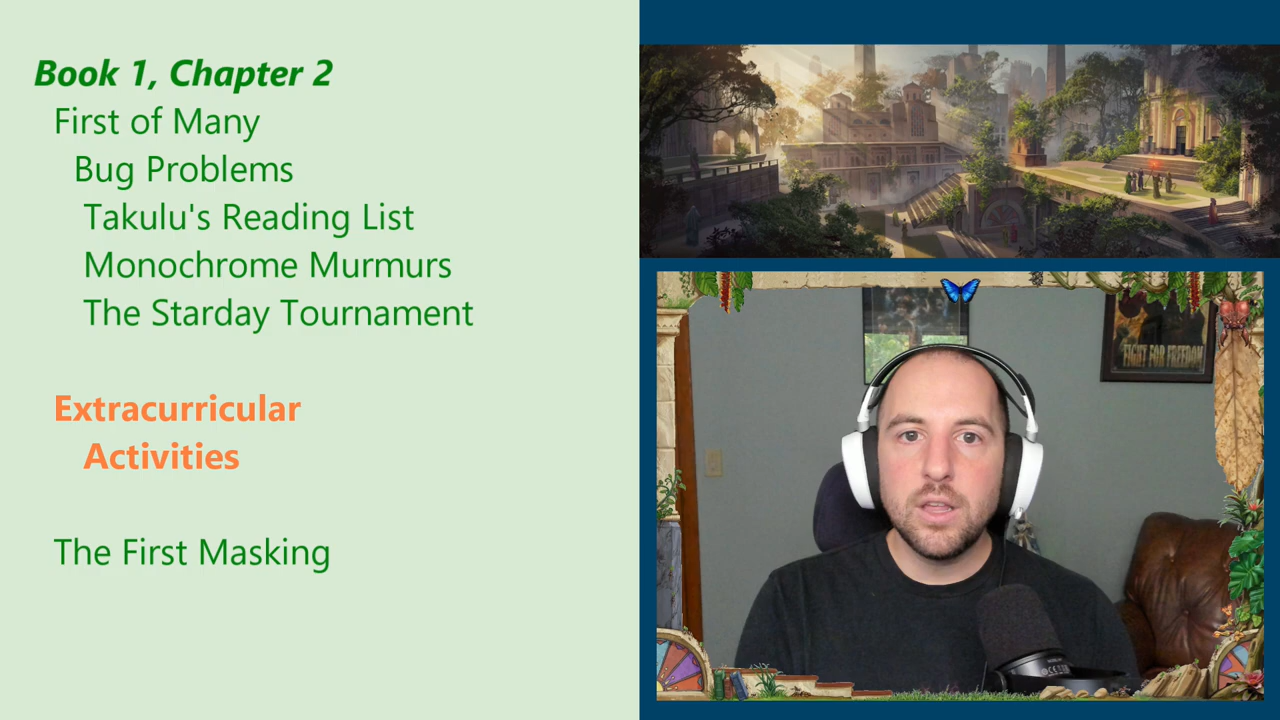 Book 1, Chapter 2
First of Many
Bug Problems
Takulu's Reading List
Monochrome Murmurs
The Starday Tournament
Extracurricular
Activities
The First Masking
FIGHT FOR FREEDOM